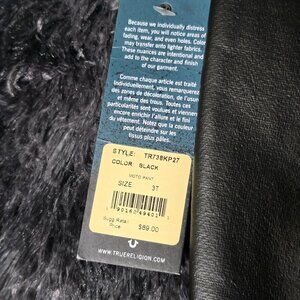 Because we individually distress
each item, you will notice areas of
fading, wear, and even holes. Color
may transfer onto lighter fabrics.
These nuances are intentional and
add to the character and finish
of our garment.
Comme chaque article est traité
individuellement, vous remarquerez
des zones de décoloration, de l'usure
et même des trous. Toutes ces
particularités sont voulues et viennent
encore enrichir l'allure et le fini
du vêtement. Notez que la couleur
peut déteindre sur les
tissus plus pâles.
STYLE: TR738KP27
COLOR: BLACK
MOTO PANT
SIZE 3T
Sugg. Retail
Price $89.00
WWW.TRUERELIGION.COM